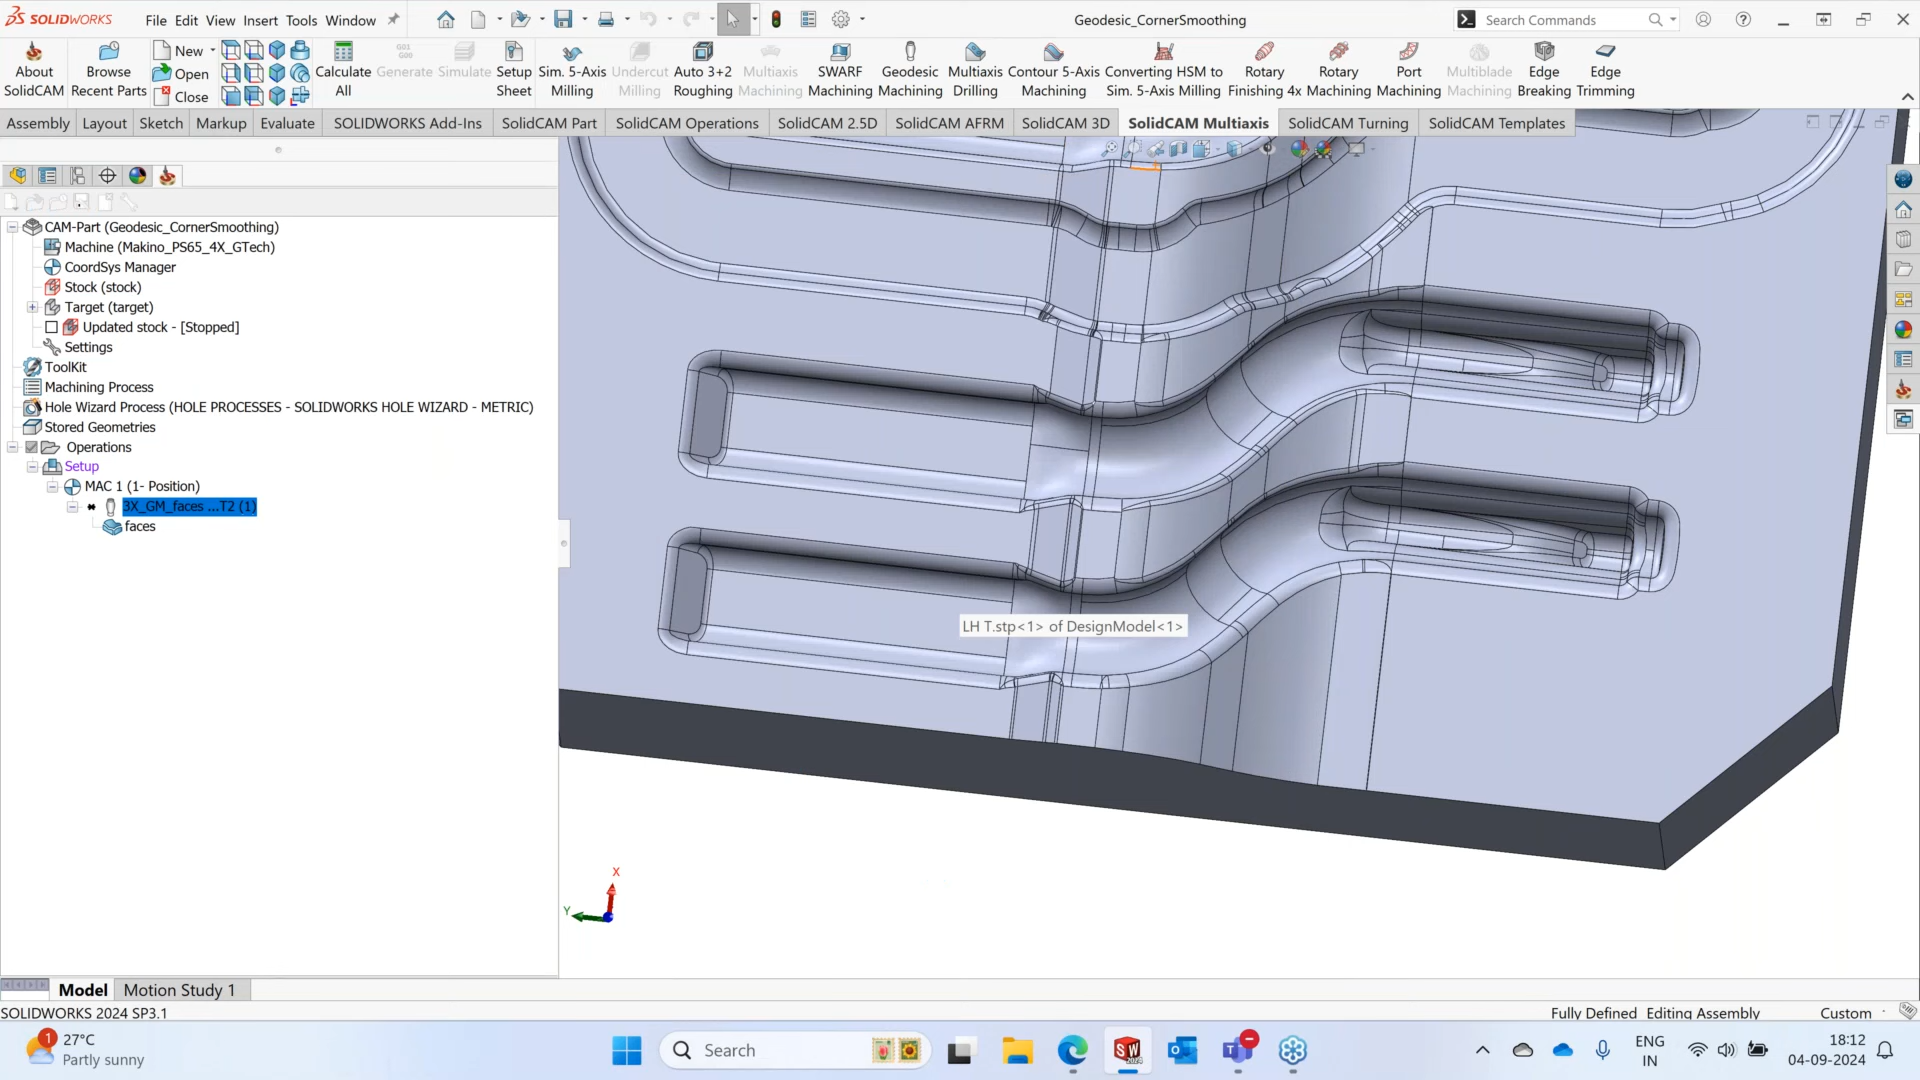 SOLIDWORKS File Edit View Insert Tools Window Geodesic_CornerSmoothing Search Commands
New G01 G00
Open Calculate Generate Simulate Setup Sim. 5-Axis Undercut Auto 3+2 Multiaxis SWARF Geodesic Multiaxis Contour 5-Axis Converting HSM to Rotary Rotary Port Multiblade Edge Edge
About Browse Close All Sheet Milling Milling Roughing Machining Machining Machining Drilling Machining Sim. 5-Axis Milling Finishing 4x Machining Machining Machining Breaking Trimming
SolidCAM Recent Parts
Assembly Layout Sketch Markup Evaluate SOLIDWORKS Add-Ins SolidCAM Part SolidCAM Operations SolidCAM 2.5D SolidCAM AFRM SolidCAM 3D SolidCAM Multiaxis SolidCAM Turning SolidCAM Templates
CAM-Part (Geodesic_CornerSmoothing)
Machine (Makino_PS65_4X_GTech)
CoordSys Manager
Stock (stock)
Target (target)
Updated stock - [Stopped]
Settings
ToolKit
Machining Process
Hole Wizard Process (HOLE PROCESSES - SOLIDWORKS HOLE WIZARD - METRIC)
Stored Geometries
Operations
Setup
MAC 1 (1- Position)
3X_GM_faces ...T2 (1)
faces
LH T.stp<1> of DesignModel<1>
X
Y
Model Motion Study 1
SOLIDWORKS 2024 SP3.1 Fully Defined Editing Assembly Custom
1 27°C Partly sunny
Search
SW 2024
ENG IN
18:12
04-09-2024